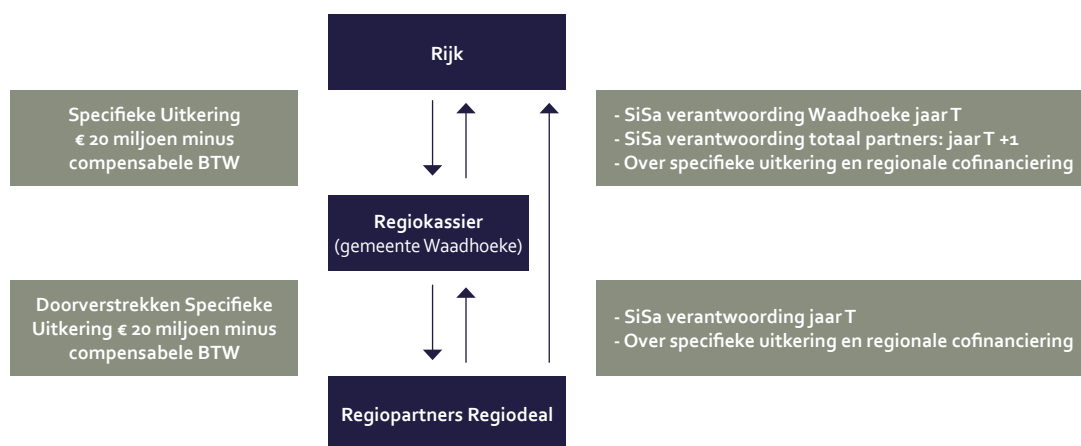 Rijk
Specifieke Uitkering
€ 20 miljoen minus
compensabele BTW
- SiSa verantwoording Waadhoeke jaar T
- SiSa verantwoording totaal partners: jaar T +1
- Over specifieke uitkering en regionale cofinanciering
Regiokassier
(gemeente Waadhoeke)
Doorverstrekken Specifieke
Uitkering € 20 miljoen minus
compensabele BTW
- SiSa verantwoording jaar T
- Over specifieke uitkering en regionale cofinanciering
Regiopartners Regiodeal